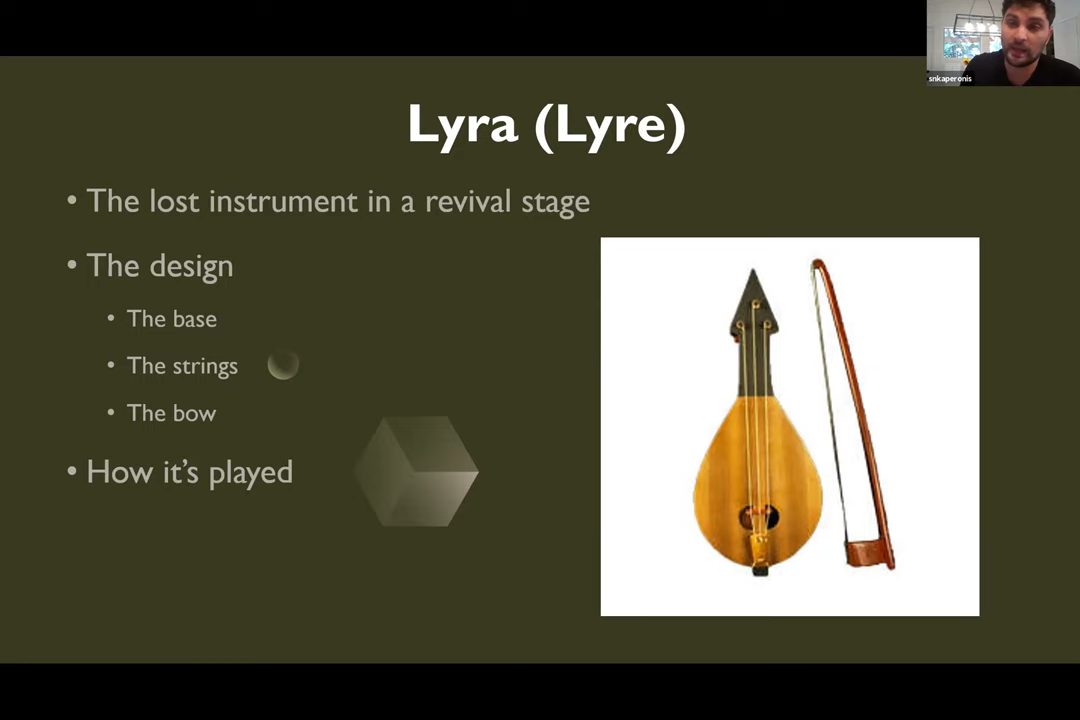 snkaperonis
Lyra (Lyre)
• The lost instrument in a revival stage
• The design
• The base
• The strings
• The bow
• How it’s played